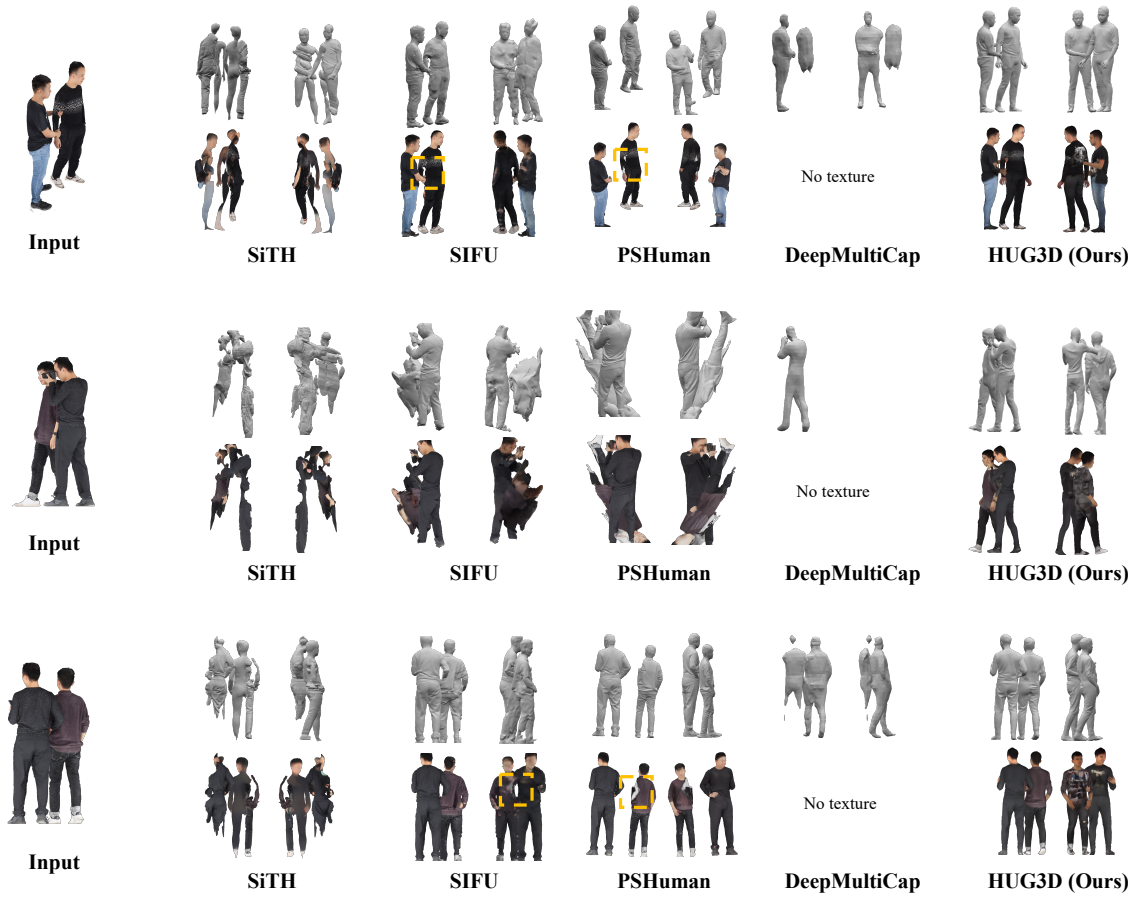 No texture
Input
SiTH
SIFU
PSHuman
DeepMultiCap
HUG3D (Ours)
No texture
Input
SiTH
SIFU
PSHuman
DeepMultiCap
HUG3D (Ours)
No texture
Input
SiTH
SIFU
PSHuman
DeepMultiCap
HUG3D (Ours)